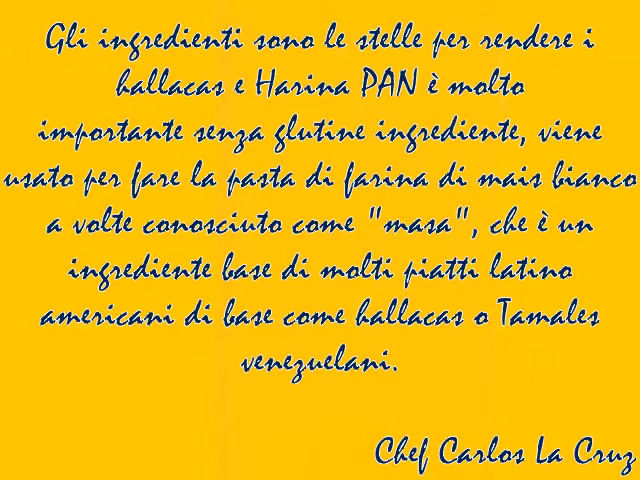 Gli ingredienti sono le stelle per rendere i
hallacas e Harina PAN è molto
importante senza glutine ingrediente, viene
usato per fare la pasta di farina di mais bianco
a volte conosciuto come "masa", che è un
ingrediente base di molti piatti latino
americani di base come hallacas o Tamales
venezuelani.
Chef Carlos La Cruz